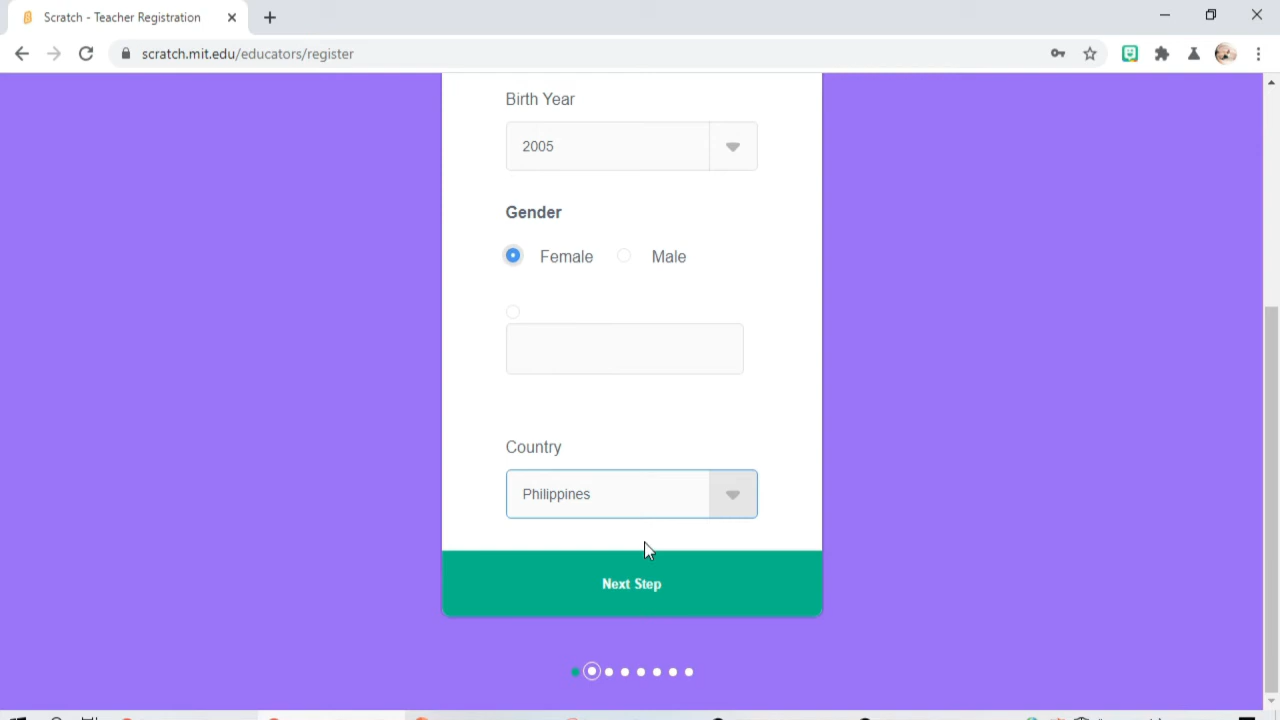 Scratch - Teacher Registration
scratch.mit.edu/educators/register
Birth Year
2005
Gender
Female Male
Country
Philippines
Next Step